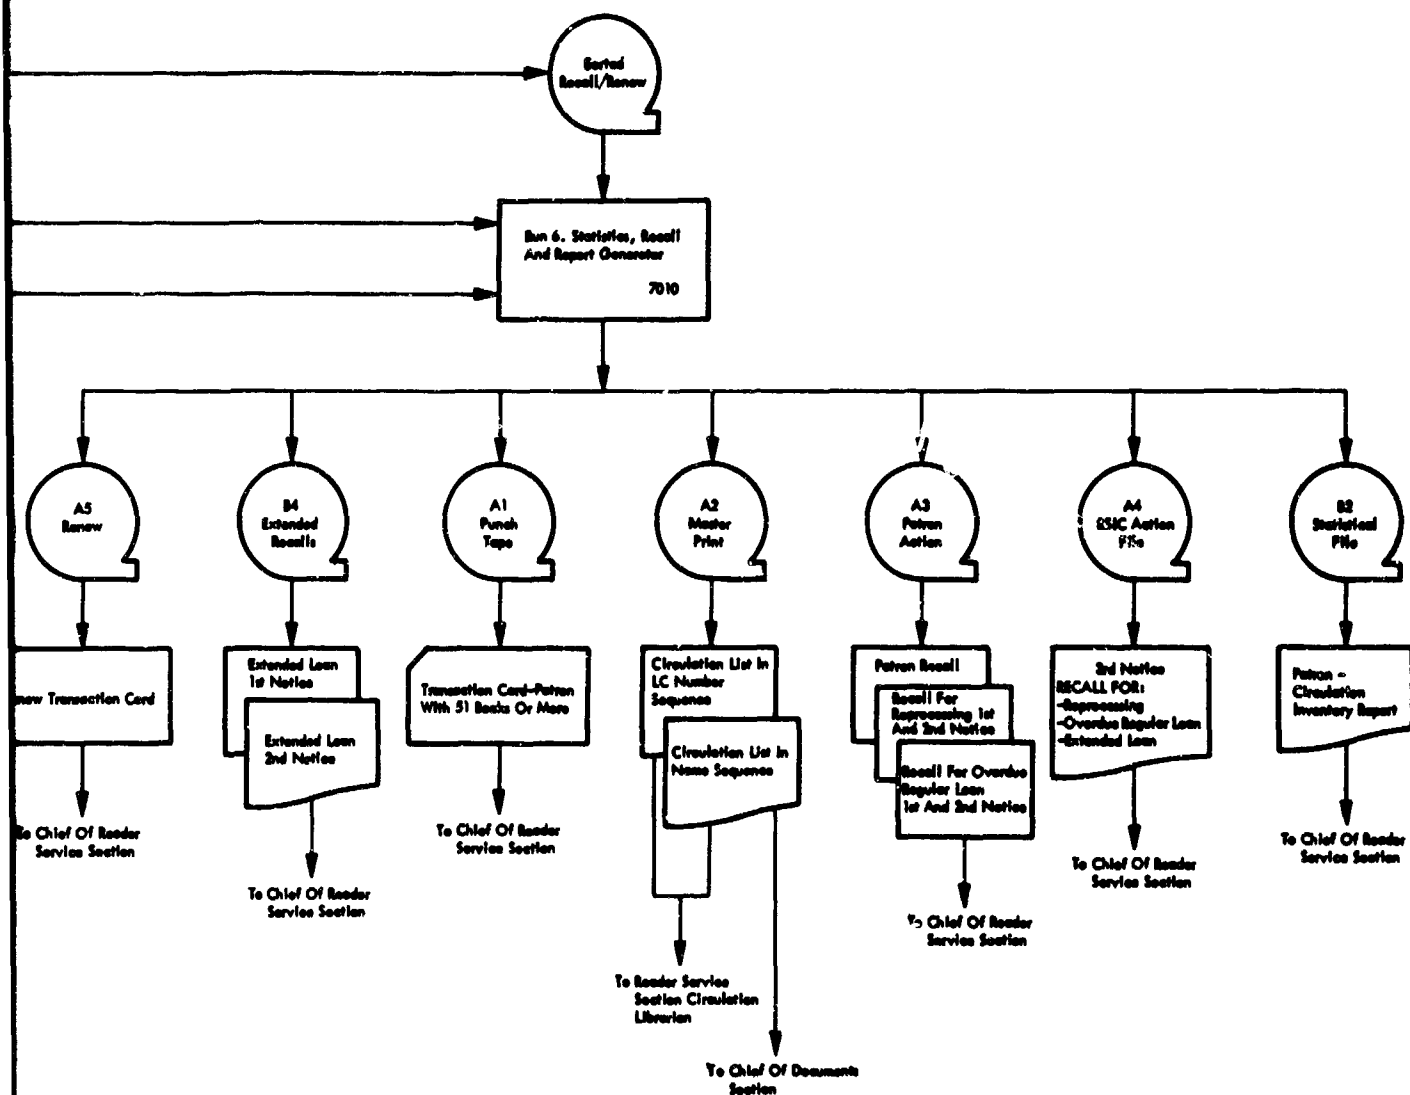 Sorted
Recall/Renew
Run 6. Statistics, Recall
And Report Generator
7010
A5
Renew
B4
Extended
Recalls
A1
Punch
Tape
A2
Master
Print
A3
Patron
Action
A4
RSIC Action
File
B2
Statistical
File
new Transaction Card
Extended Loan
1st Notice
Extended Loan
2nd Notice
Transaction Card-Patron
With 51 Books Or More
Circulation List In
LC Number
Sequence
Circulation List In
Name Sequence
Patron Recall
Recall For
Reprocessing 1st
And 2nd Notice
Recall For Overdue
Regular Loan
1st And 2nd Notice
3rd Notice
RECALL FOR:
-Reprocessing
-Overdue Regular Loan
-Extended Loan
Patron -
Circulation
Inventory Report
To Chief Of Reader
Service Section
To Chief Of Reader
Service Section
To Chief Of Reader
Service Section
To Reader Service
Section Circulation
Librarian
To Chief Of Documents
Section
To Chief Of Reader
Service Section
To Chief Of Reader
Service Section
To Chief Of Reader
Service Section